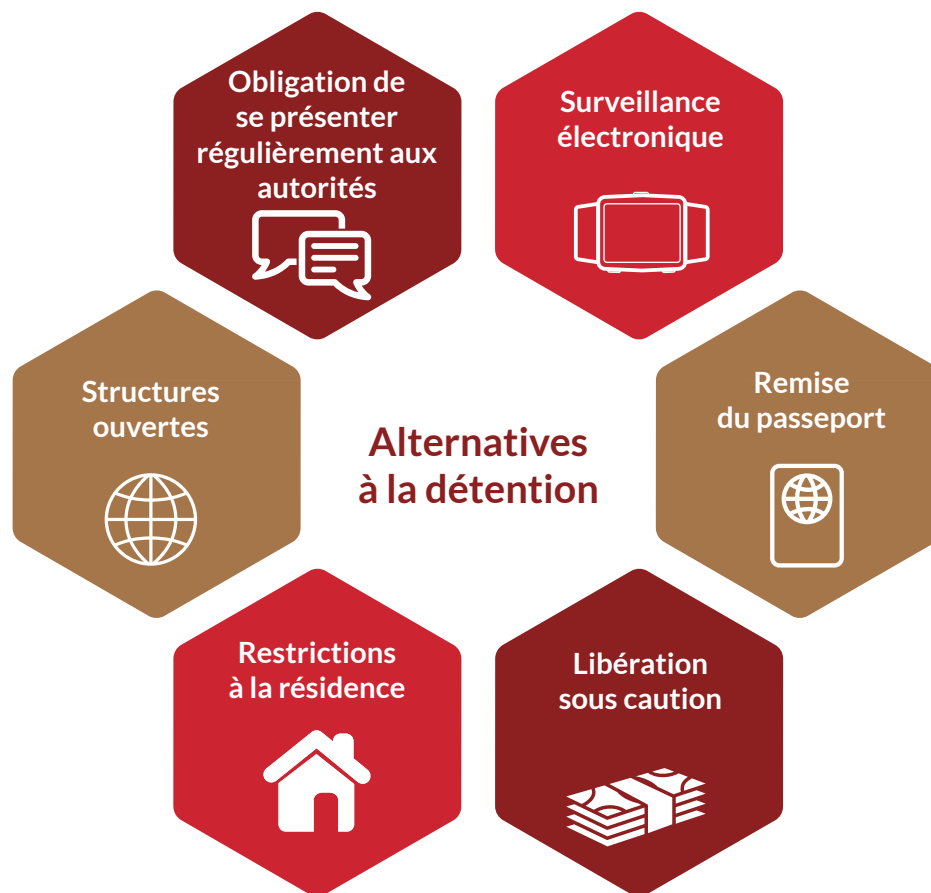 Obligation de
se présenter
régulièrement aux
autorités
Surveillance
électronique
Structures
ouvertes
Alternatives
à la détention
Remise
du passeport
Restrictions
à la résidence
Libération
sous caution